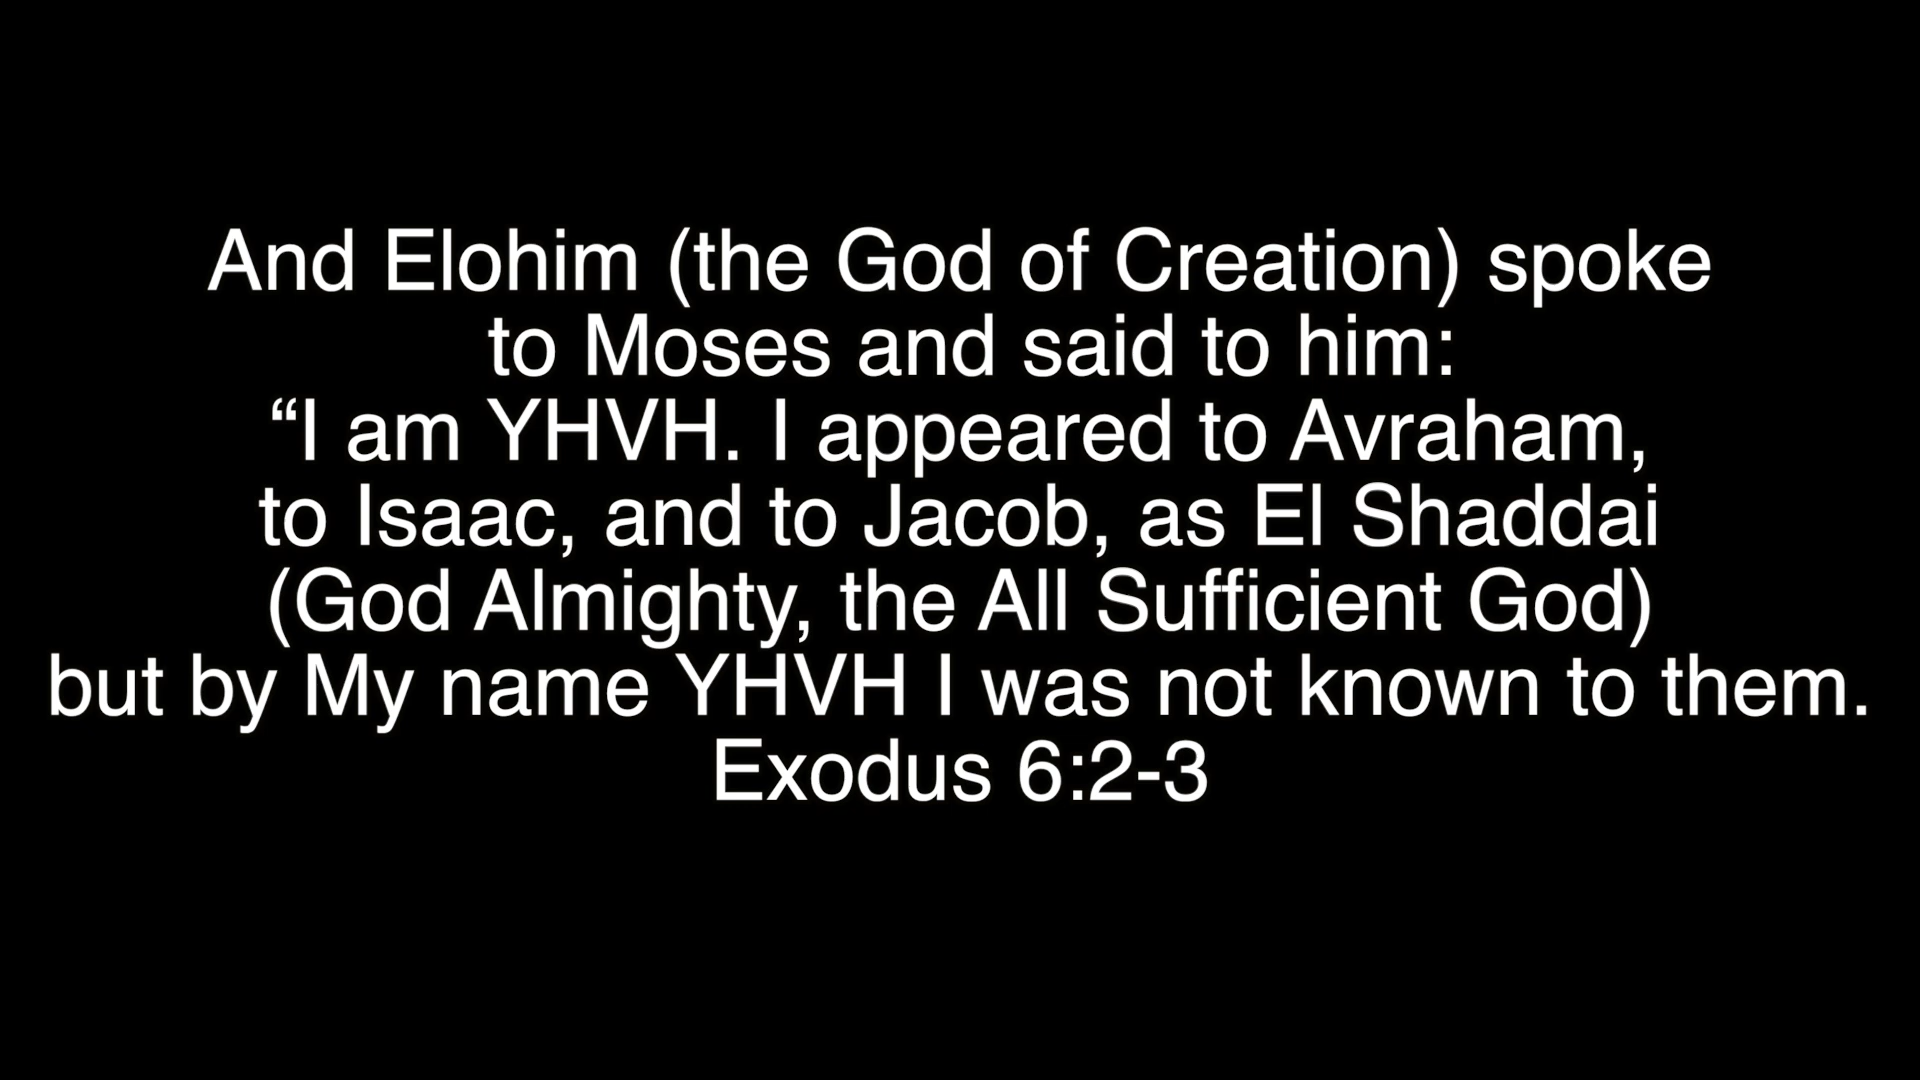 And Elohim (the God of Creation) spoke
to Moses and said to him:
“I am YHVH. I appeared to Avraham,
to Isaac, and to Jacob, as El Shaddai
(God Almighty, the All Sufficient God)
but by My name YHVH I was not known to them.
Exodus 6:2-3